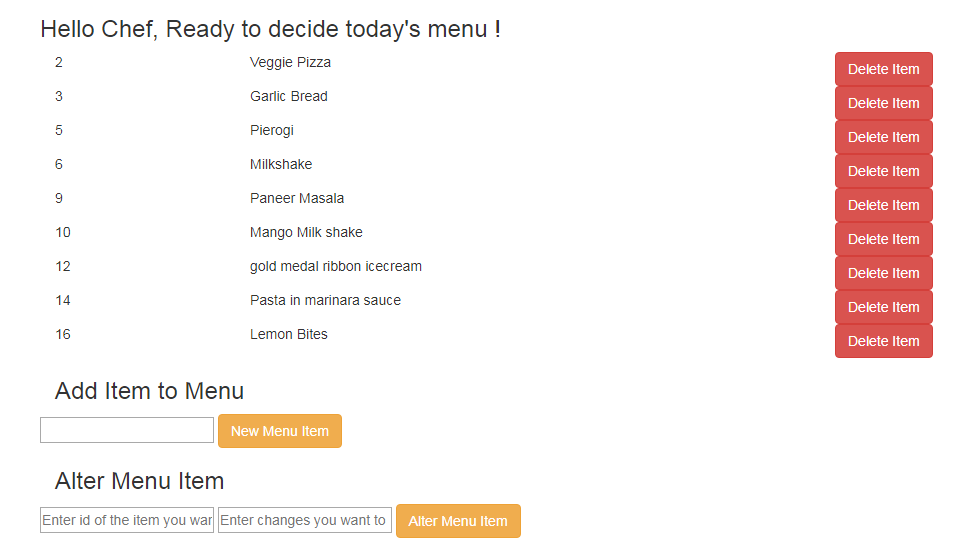 Hello Chef, Ready to decide today's menu !
2 Veggie Pizza Delete Item
3 Garlic Bread Delete Item
5 Pierogi Delete Item
6 Milkshake Delete Item
9 Paneer Masala Delete Item
10 Mango Milk shake Delete Item
12 gold medal ribbon icecream Delete Item
14 Pasta in marinara sauce Delete Item
16 Lemon Bites Delete Item
Add Item to Menu
New Menu Item
Alter Menu Item
Enter id of the item you Enter changes you want to Alter Menu Item